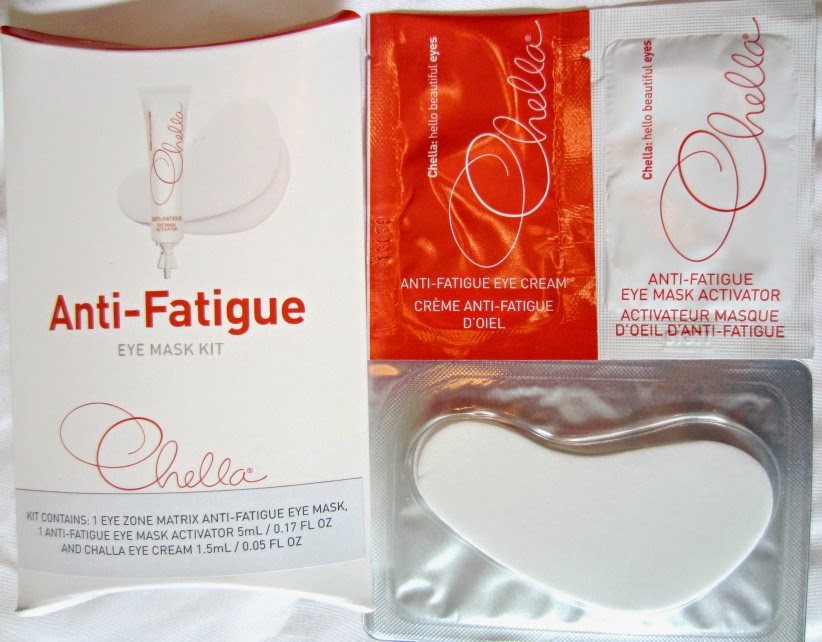 Chella
ANTI-FATIGUE
EYE MASK
ACTIVATOR
Anti-Fatigue
EYE MASK KIT
Chella®
KIT CONTAINS: 1 EYE ZONE MATRIX ANTI-FATIGUE EYE MASK,
1 ANTI-FATIGUE EYE MASK ACTIVATOR 5mL / 0.17 FL OZ
AND CHALLA EYE CREAM 1.5mL / 0.05 FL OZ
Chella: hello beautiful eyes
Chella®
ANTI-FATIGUE EYE CREAM
CRÈME ANTI-FATIGUE
D'OIEL
Chella: hello beautiful eyes
Chella®
ANTI-FATIGUE
EYE MASK ACTIVATOR
ACTIVATEUR MASQUE
D'OEIL D'ANTI-FATIGUE